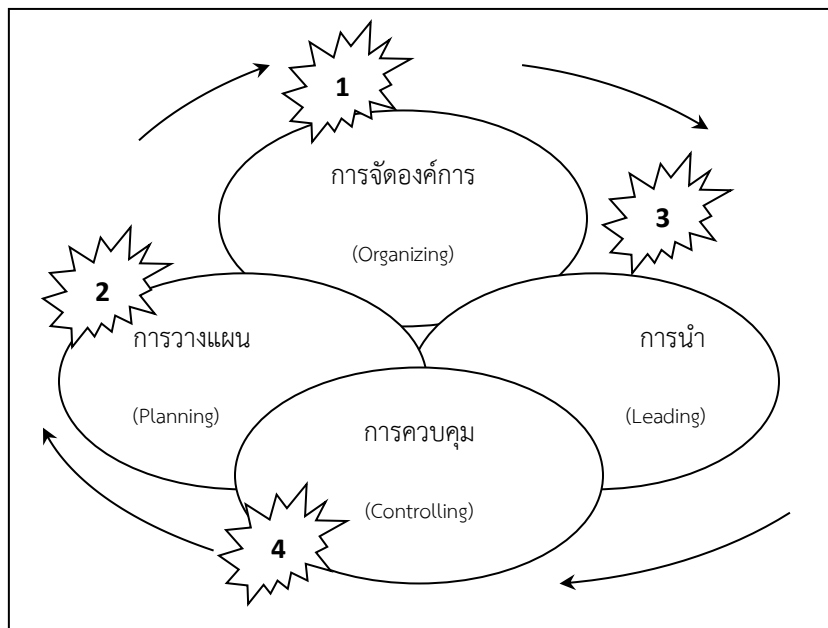 1
การจัดองค์การ
(Organizing)
3
2
การวางแผน
(Planning)
การนำ
(Leading)
การควบคุม
(Controlling)
4